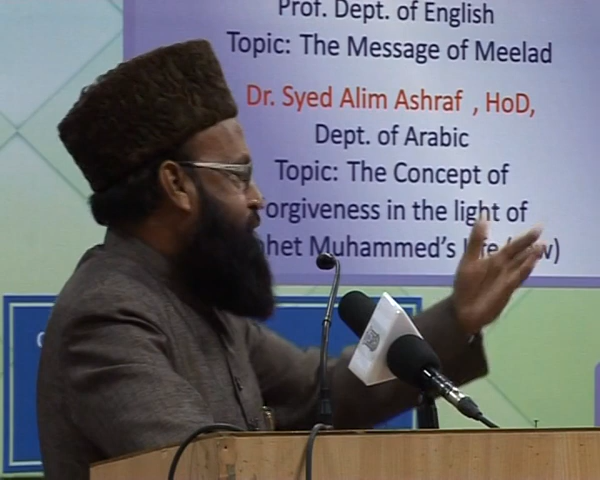 Prof. Dept. of English
Topic: The Message of Meelad
Dr. Syed Alim Ashraf , HoD,
Dept. of Arabic
Topic: The Concept of
orgiveness in the light of
het Muhammed's